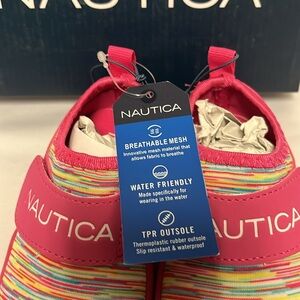 NAUTICA
NAUTICA
BREATHABLE MESH
Innovative mesh material that
allows fabric to breathe
WATER FRIENDLY
Made specifically for
wearing in the water
TPR OUTSOLE
Thermoplastic rubber outsole
Slip resistant & waterproof
NAUTICA
NAUTICA